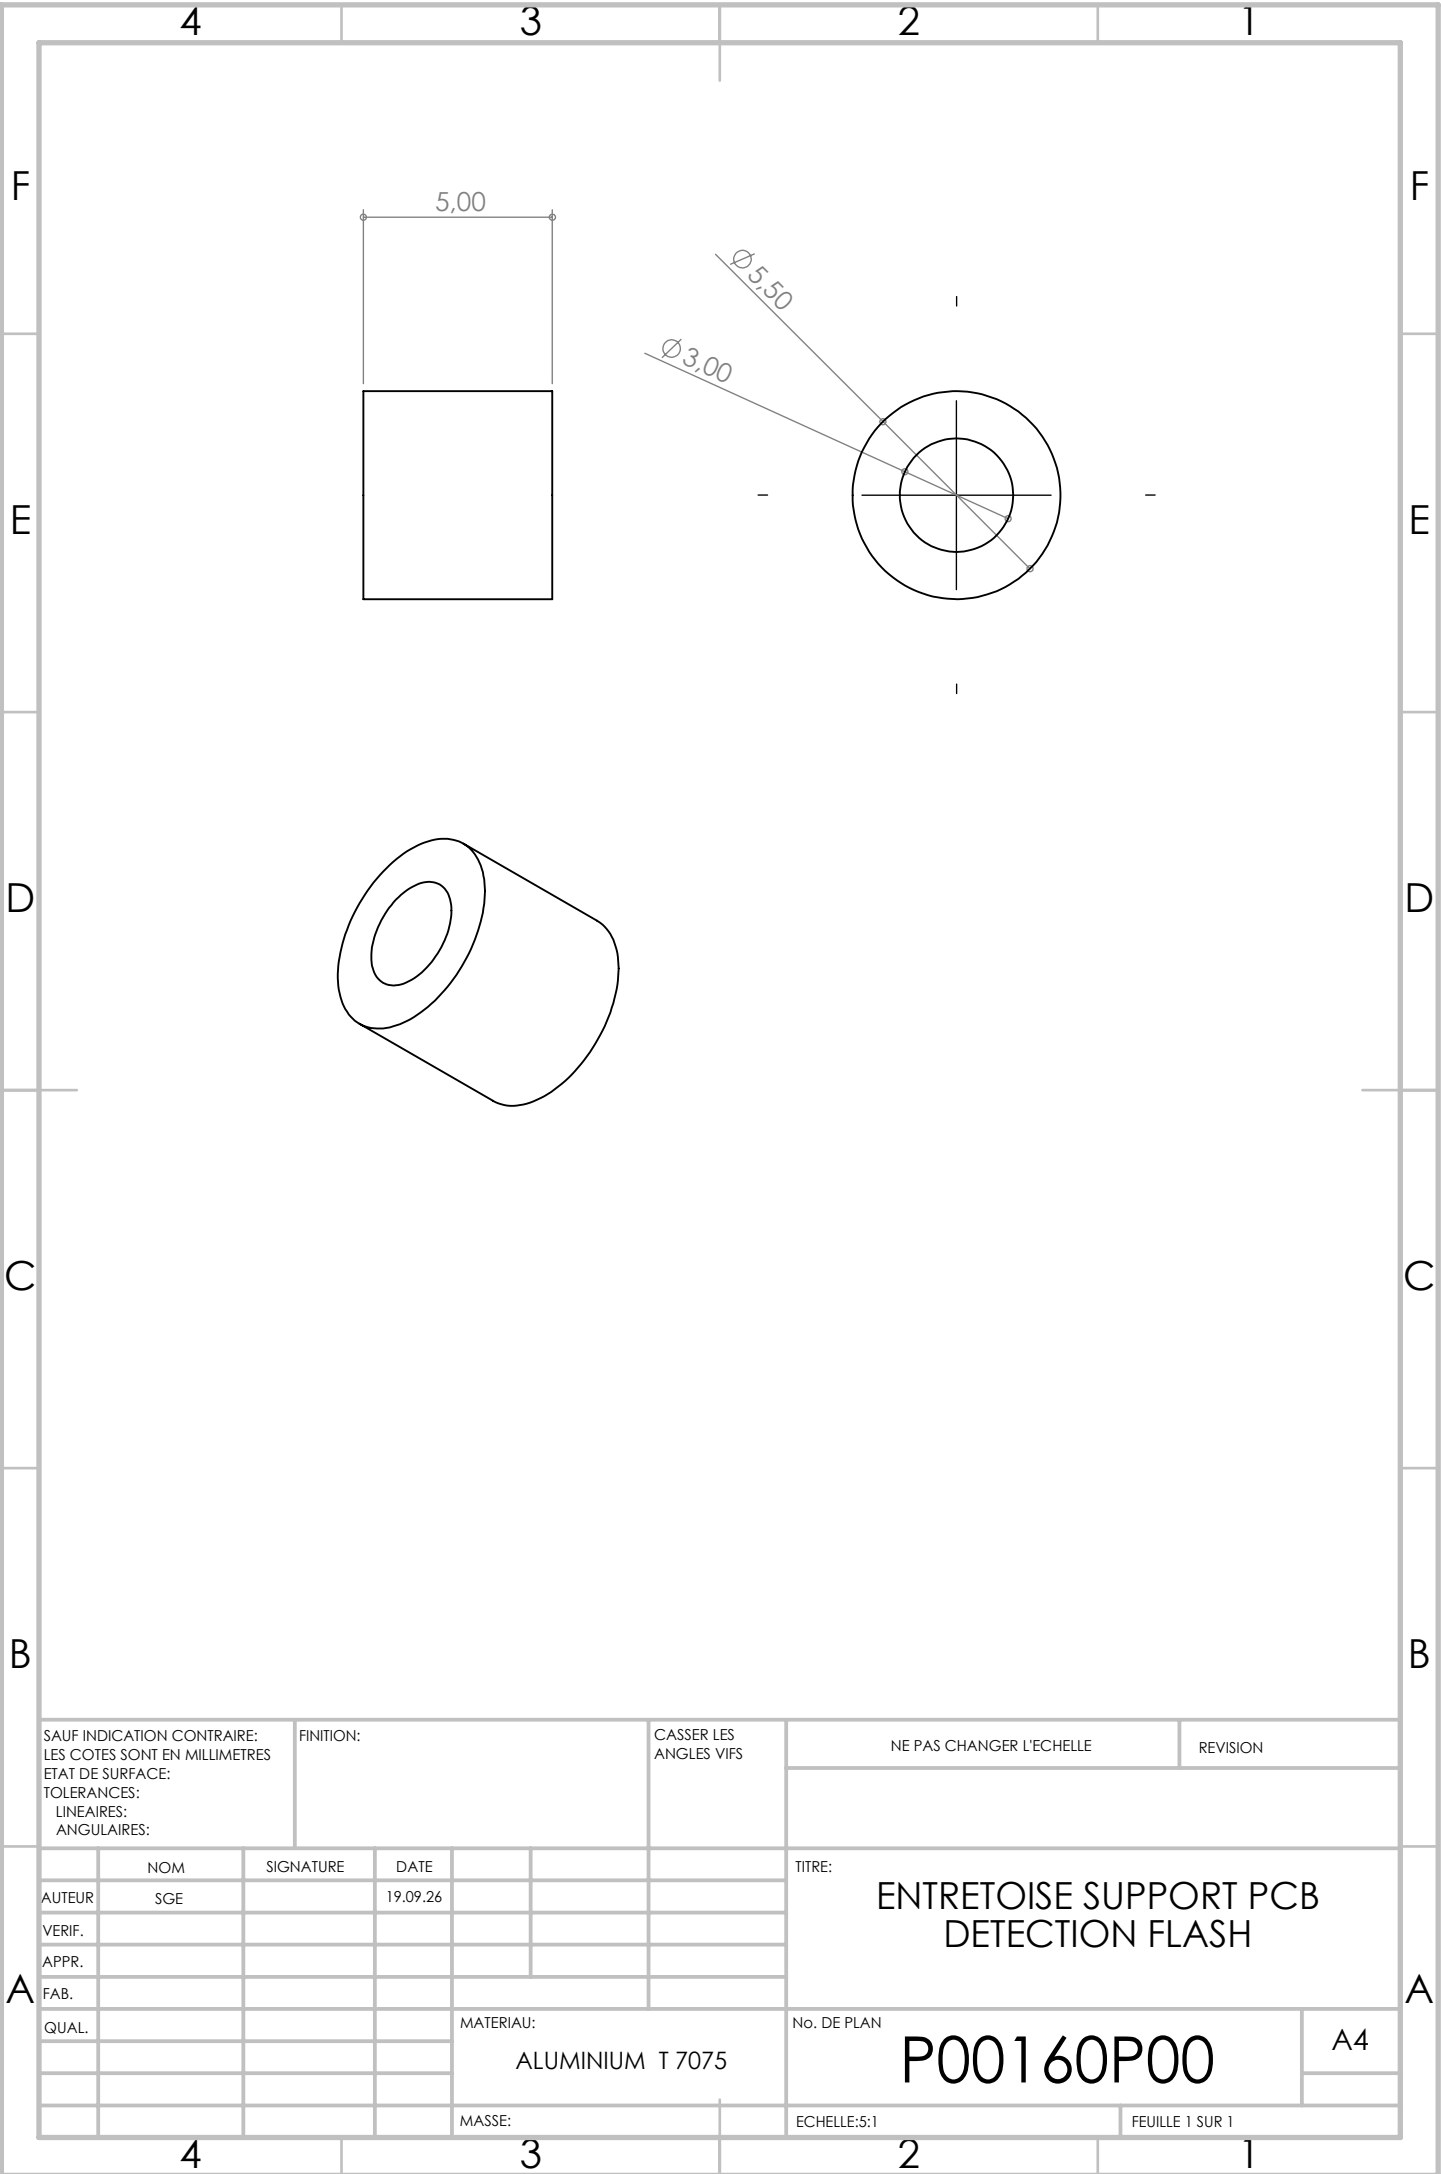 4 3 2 1
F F
5,00
Ø5,50
Ø3,00
E E
D D
C C
B B
SAUF INDICATION CONTRAIRE:
LES COTES SONT EN MILLIMETRES
ETAT DE SURFACE:
TOLERANCES:
LINEAIRES:
ANGULAIRES:
FINITION:
CASSER LES
ANGLES VIFS
NE PAS CHANGER L'ECHELLE
REVISION
NOM SIGNATURE DATE
AUTEUR SGE 19.09.26
VERIF.
APPR.
FAB.
QUAL.
TITRE:
ENTRETOISE SUPPORT PCB
DETECTION FLASH
A A
MATERIAU:
ALUMINIUM T 7075
No. DE PLAN
P00160P00
A4
MASSE:
ECHELLE:5:1
FEUILLE 1 SUR 1
4 3 2 1